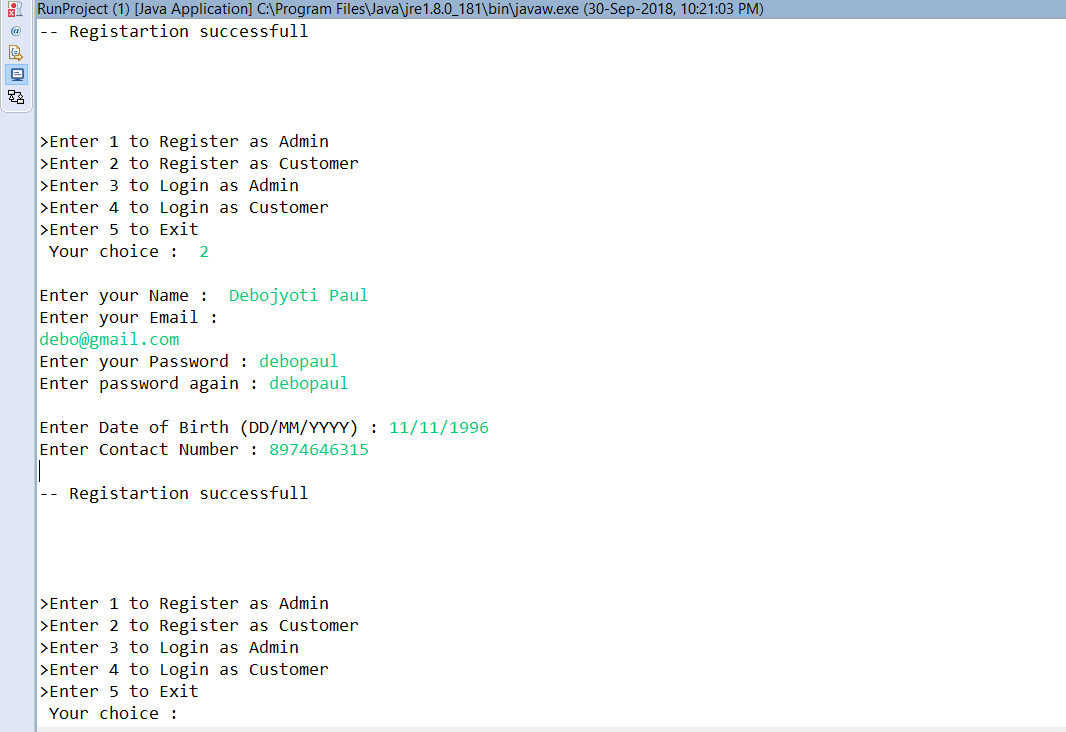 RunProject (1) [Java Application] C:\Program Files\Java\jre1.8.0_181\bin\javaw.exe (30-Sep-2018, 10:21:03 PM)
-- Registartion successfull
>Enter 1 to Register as Admin
>Enter 2 to Register as Customer
>Enter 3 to Login as Admin
>Enter 4 to Login as Customer
>Enter 5 to Exit
Your choice :  2
Enter your Name :  Debojyoti Paul
Enter your Email :
debo@gmail.com
Enter your Password : debopaul
Enter password again : debopaul
Enter Date of Birth (DD/MM/YYYY) : 11/11/1996
Enter Contact Number : 8974646315
-- Registartion successfull
>Enter 1 to Register as Admin
>Enter 2 to Register as Customer
>Enter 3 to Login as Admin
>Enter 4 to Login as Customer
>Enter 5 to Exit
Your choice :